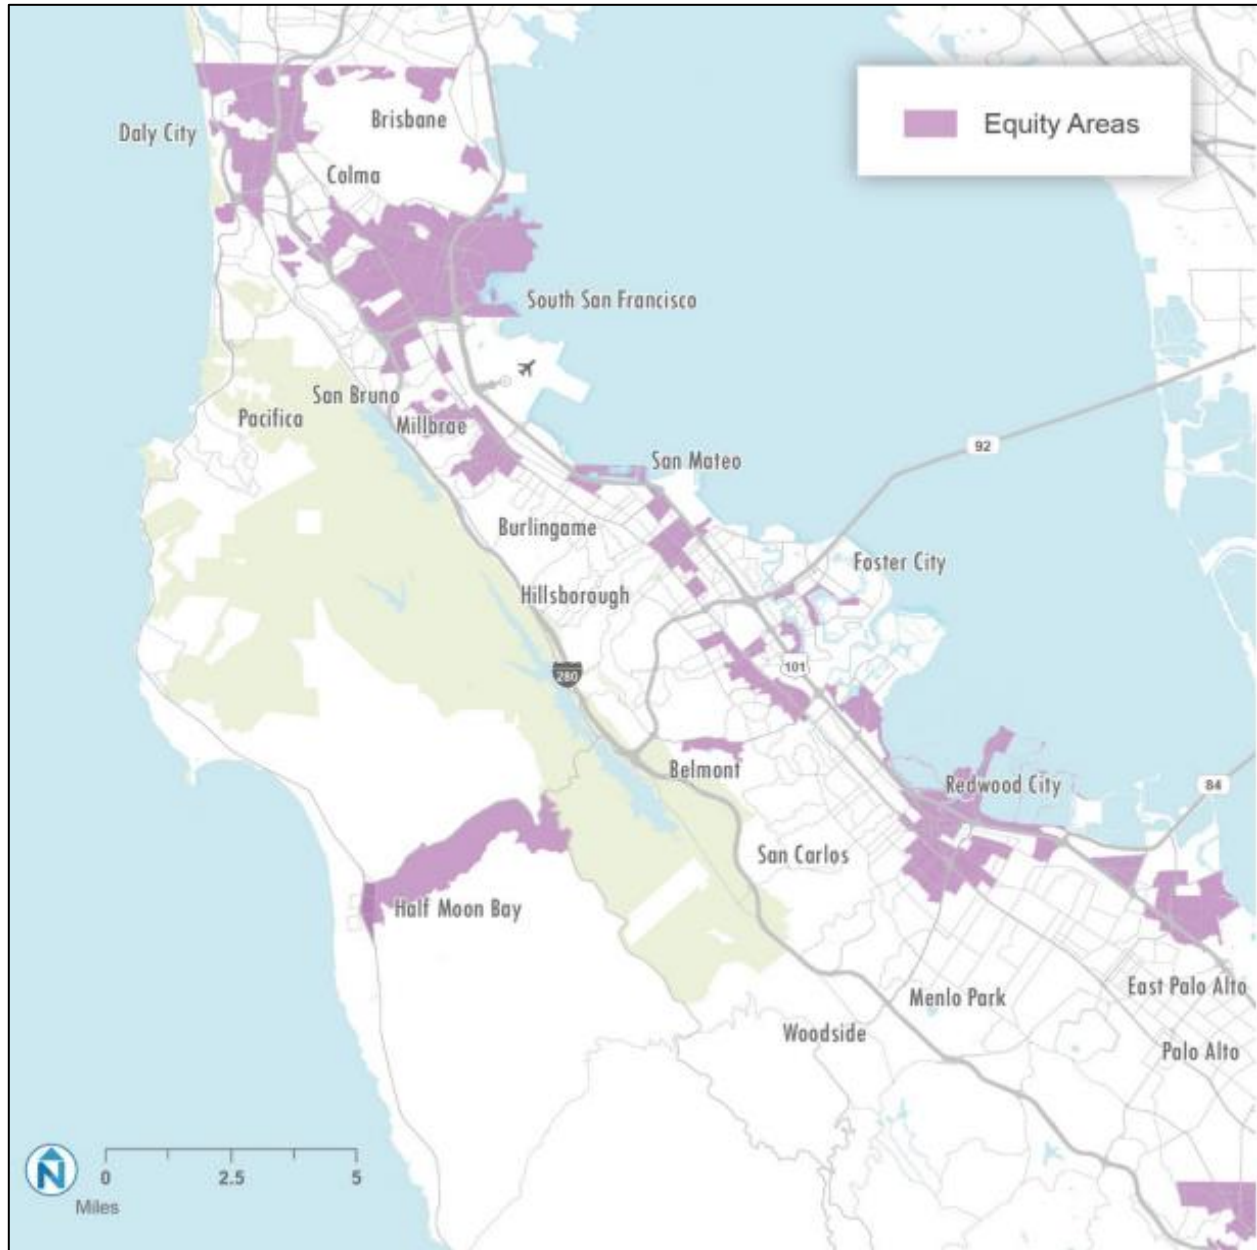 Equity Areas
Daly City
Brisbane
Colma
South San Francisco
San Bruno
Pacifica
Millbrae
San Mateo
92
Burlingame
Foster City
Hillsborough
280
101
Belmont
Redwood City
84
San Carlos
Half Moon Bay
Menlo Park
East Palo Alto
Woodside
Palo Alto
N
0 2.5 5
Miles